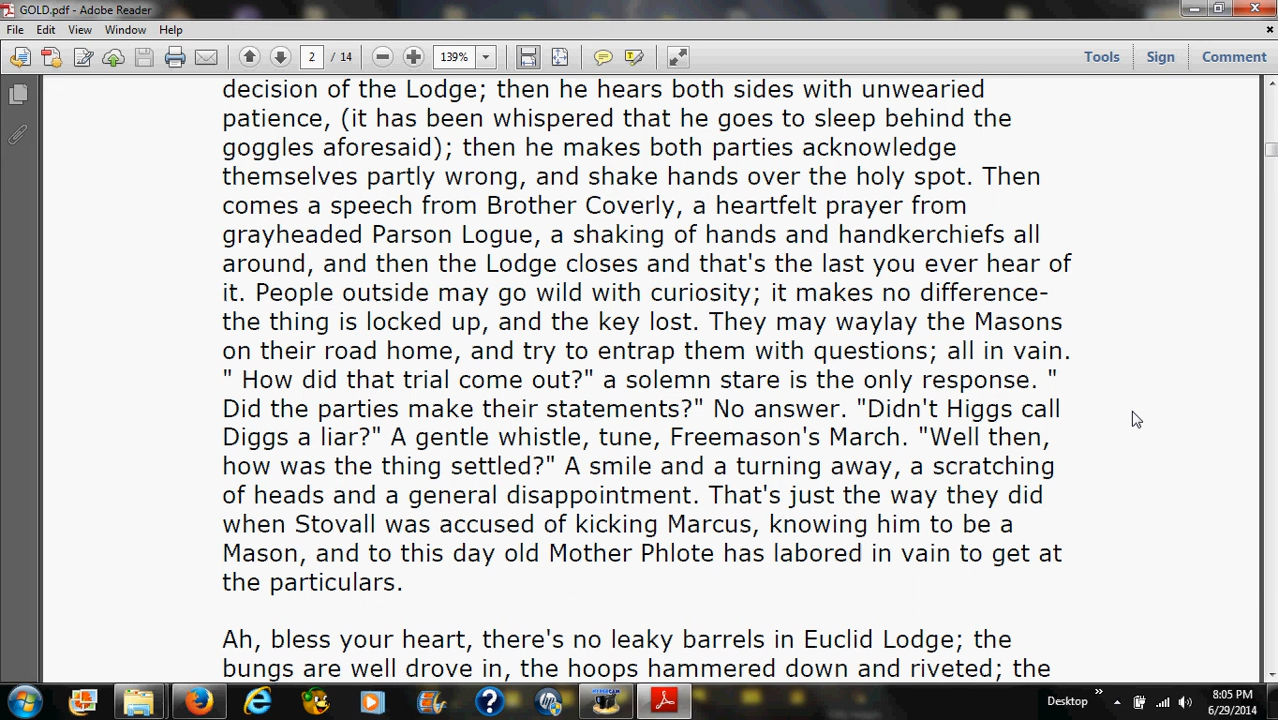 GOLD.pdf - Adobe Reader
File Edit View Window Help
2 / 14 139% Tools Sign Comment
decision of the Lodge; then he hears both sides with unwearied
patience, (it has been whispered that he goes to sleep behind the
goggles aforesaid); then he makes both parties acknowledge
themselves partly wrong, and shake hands over the holy spot. Then
comes a speech from Brother Coverly, a heartfelt prayer from
grayheaded Parson Logue, a shaking of hands and handkerchiefs all
around, and then the Lodge closes and that's the last you ever hear of
it. People outside may go wild with curiosity; it makes no difference-
the thing is locked up, and the key lost. They may waylay the Masons
on their road home, and try to entrap them with questions; all in vain.
" How did that trial come out?" a solemn stare is the only response. "
Did the parties make their statements?" No answer. "Didn't Higgs call
Diggs a liar?" A gentle whistle, tune, Freemason's March. "Well then,
how was the thing settled?" A smile and a turning away, a scratching
of heads and a general disappointment. That's just the way they did
when Stovall was accused of kicking Marcus, knowing him to be a
Mason, and to this day old Mother Phlote has labored in vain to get at
the particulars.
Ah, bless your heart, there's no leaky barrels in Euclid Lodge; the
bungs are well drove in, the hoops hammered down and riveted; the
Desktop
8:05 PM
6/29/2014